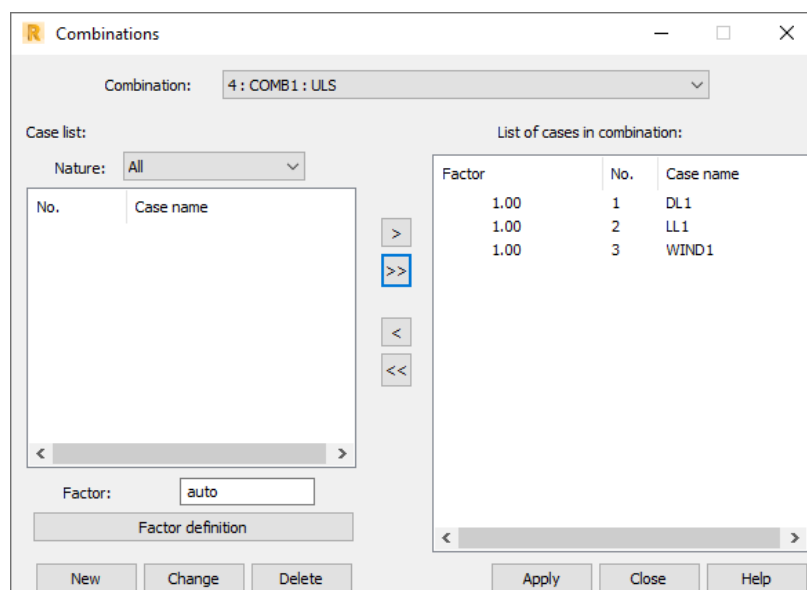 R Combinations
Combination: 4 : COMB1 : ULS
Case list:
Nature: All
No. Case name
>
>>
<
<<
Factor: auto
Factor definition
New Change Delete
List of cases in combination:
Factor No. Case name
1.00 1 DL1
1.00 2 LL1
1.00 3 WIND1
Apply Close Help